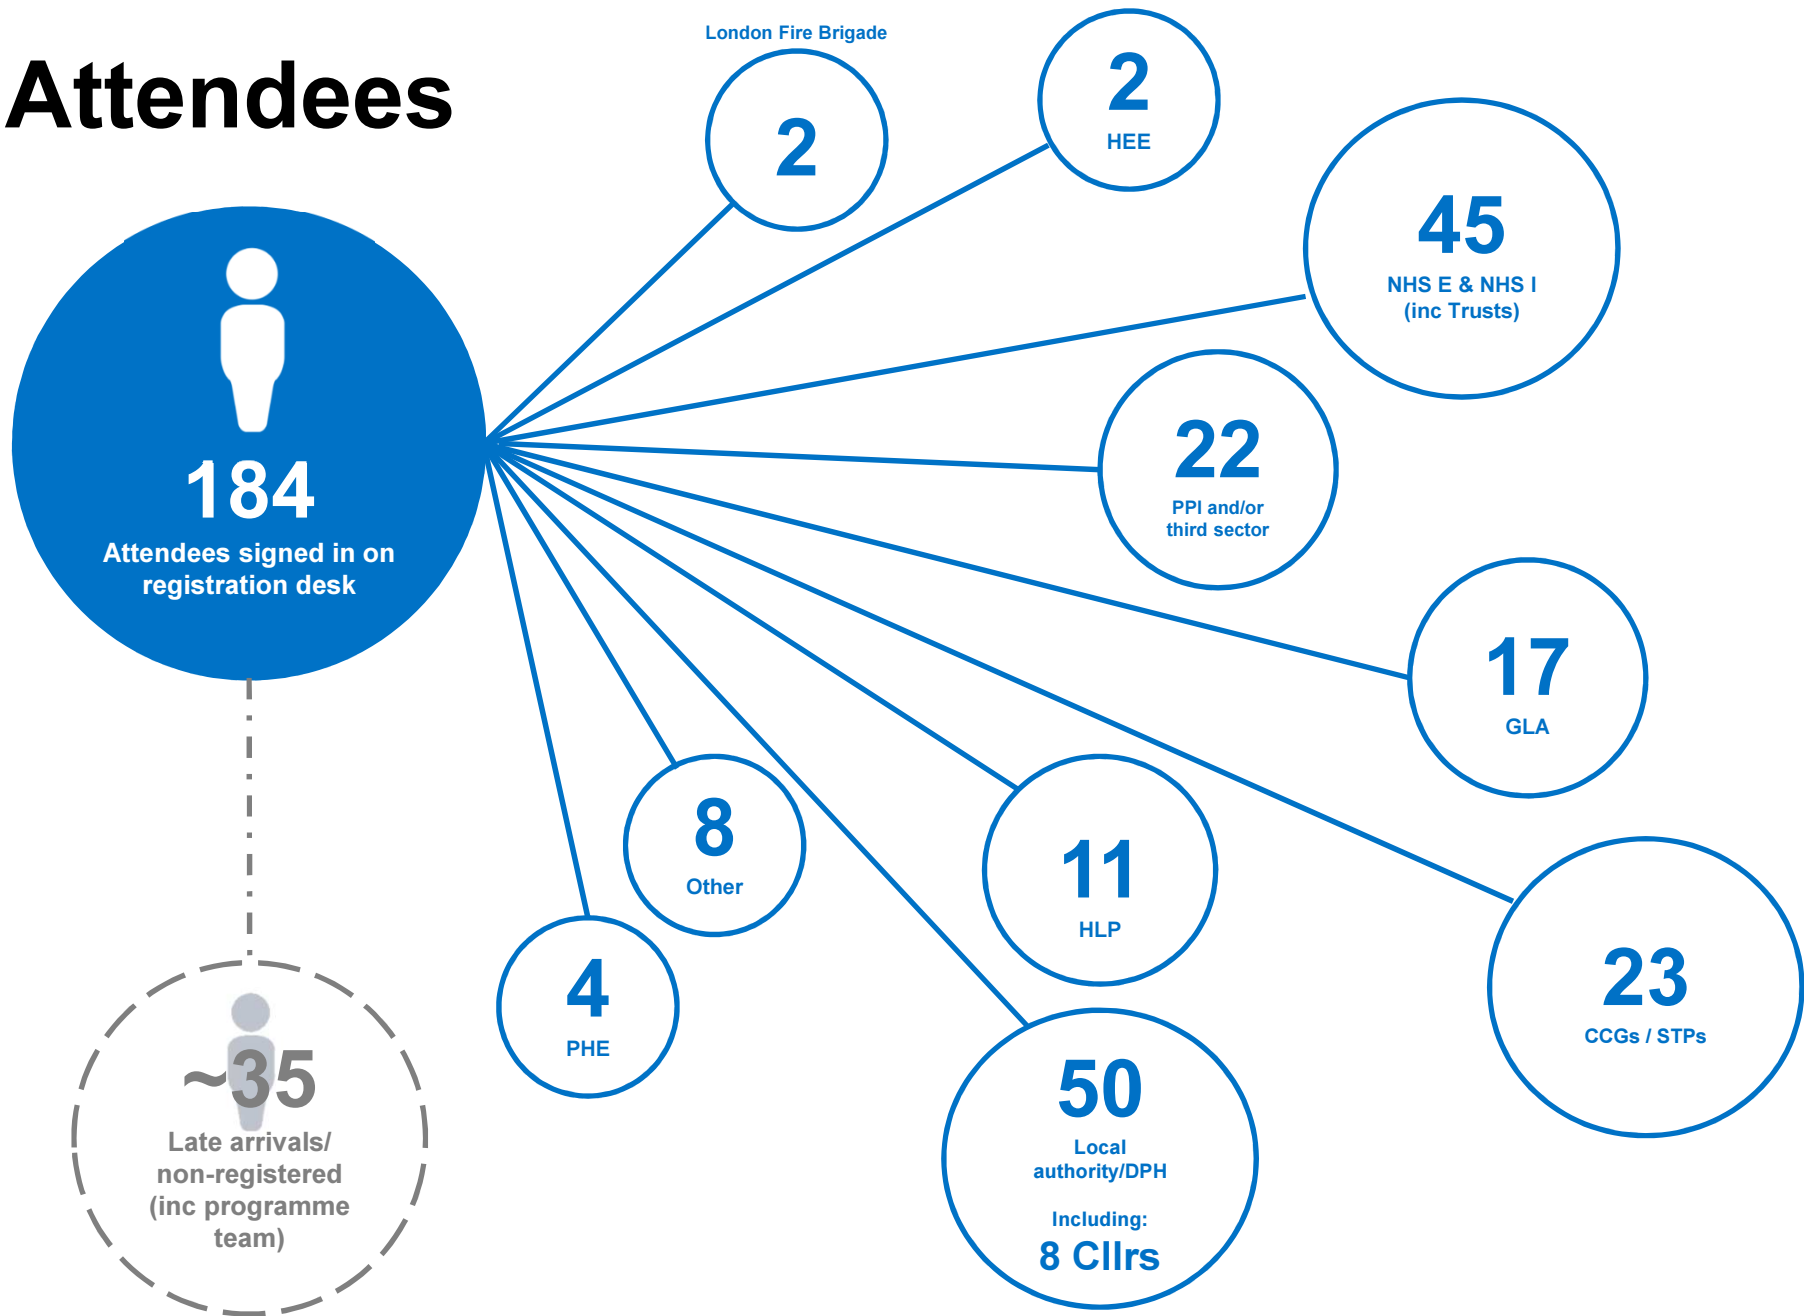 Attendees
London Fire Brigade
2
2
HEE
45
NHS E & NHS I
(inc Trusts)
184
Attendees signed in on
registration desk
22
PPI and/or
third sector
17
GLA
8
Other
11
HLP
23
CCGs / STPs
4
PHE
50
Local
authority/DPH
Including:
8 Cllrs
~35
Late arrivals/
non-registered
(inc programme
team)